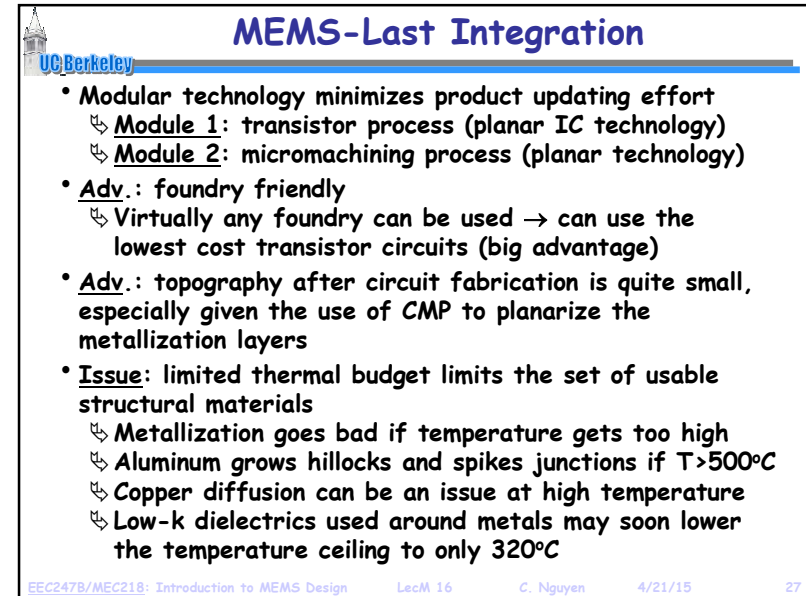 MEMS-Last Integration
UC Berkeley
• Modular technology minimizes product updating effort
↳ Module 1: transistor process (planar IC technology)
↳ Module 2: micromachining process (planar technology)
• Adv.: foundry friendly
↳ Virtually any foundry can be used → can use the
lowest cost transistor circuits (big advantage)
• Adv.: topography after circuit fabrication is quite small,
especially given the use of CMP to planarize the
metallization layers
• Issue: limited thermal budget limits the set of usable
structural materials
↳ Metallization goes bad if temperature gets too high
↳ Aluminum grows hillocks and spikes junctions if T>500°C
↳ Copper diffusion can be an issue at high temperature
↳ Low-k dielectrics used around metals may soon lower
the temperature ceiling to only 320°C
EEC247B/MEC218: Introduction to MEMS Design LecM 16 C. Nguyen 4/21/15 27